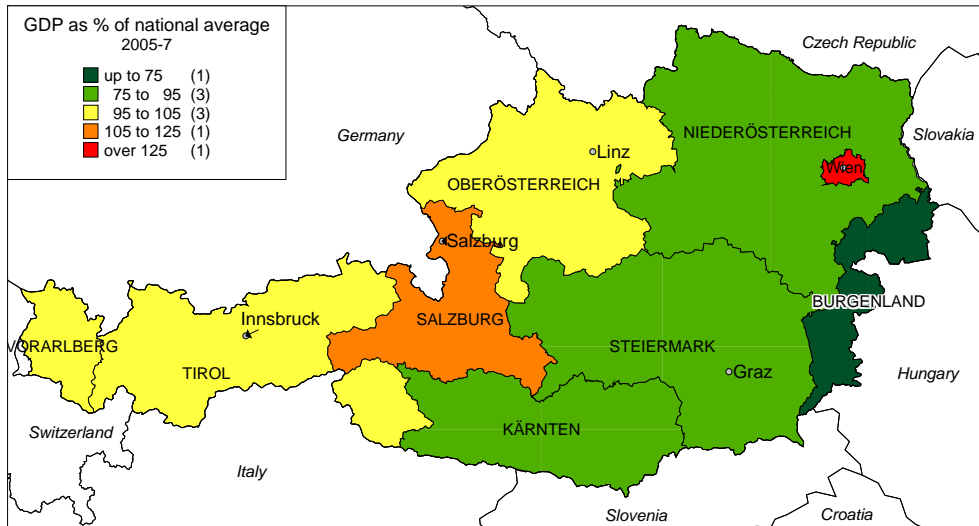 GDP as % of national average
2005-7
up to 75 (1)
75 to 95 (3)
95 to 105 (3)
105 to 125 (1)
over 125 (1)
Czech Republic
Germany
NIEDERÖSTERREICH
Slovakia
Linz
Wien
OBERÖSTERREICH
Salzburg
BURGENLAND
Innsbruck
SALZBURG
VORARLBERG
STEIERMARK
TIROL
Graz
Hungary
Switzerland
KÄRNTEN
Italy
Slovenia
Croatia